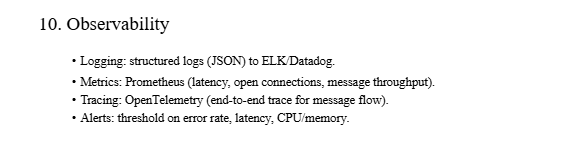 10. Observability
• Logging: structured logs (JSON) to ELK/Datadog.
• Metrics: Prometheus (latency, open connections, message throughput).
• Tracing: OpenTelemetry (end-to-end trace for message flow).
• Alerts: threshold on error rate, latency, CPU/memory.